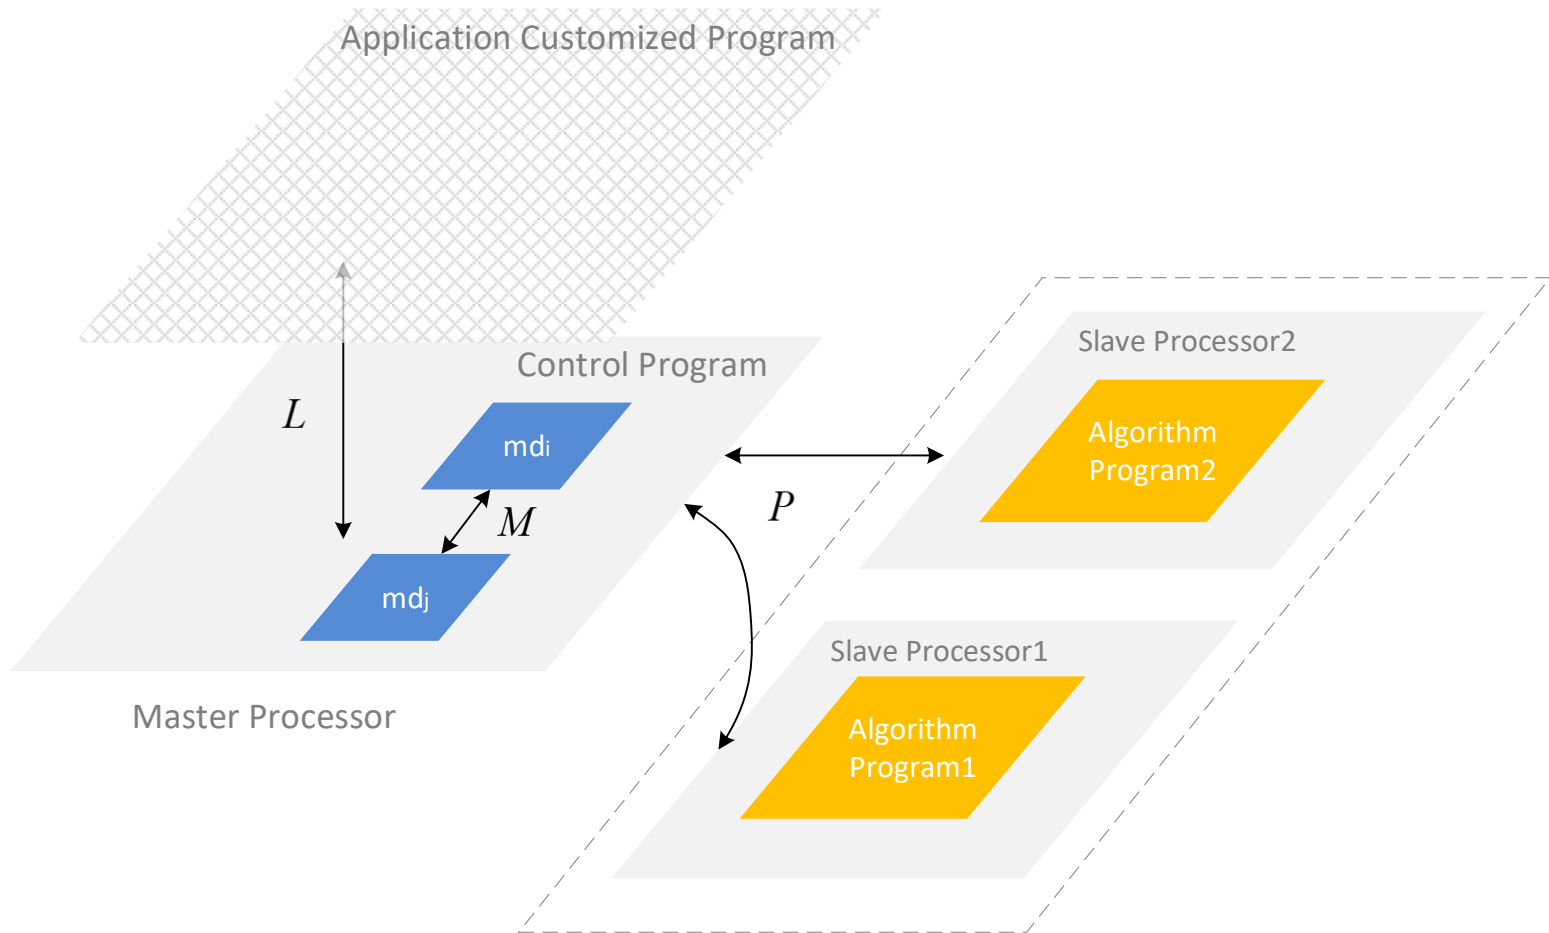 Application Customized Program
Control Program
Slave Processor2
L
mdi
Algorithm
Program2
P
M
mdj
Slave Processor1
Master Processor
Algorithm
Program1